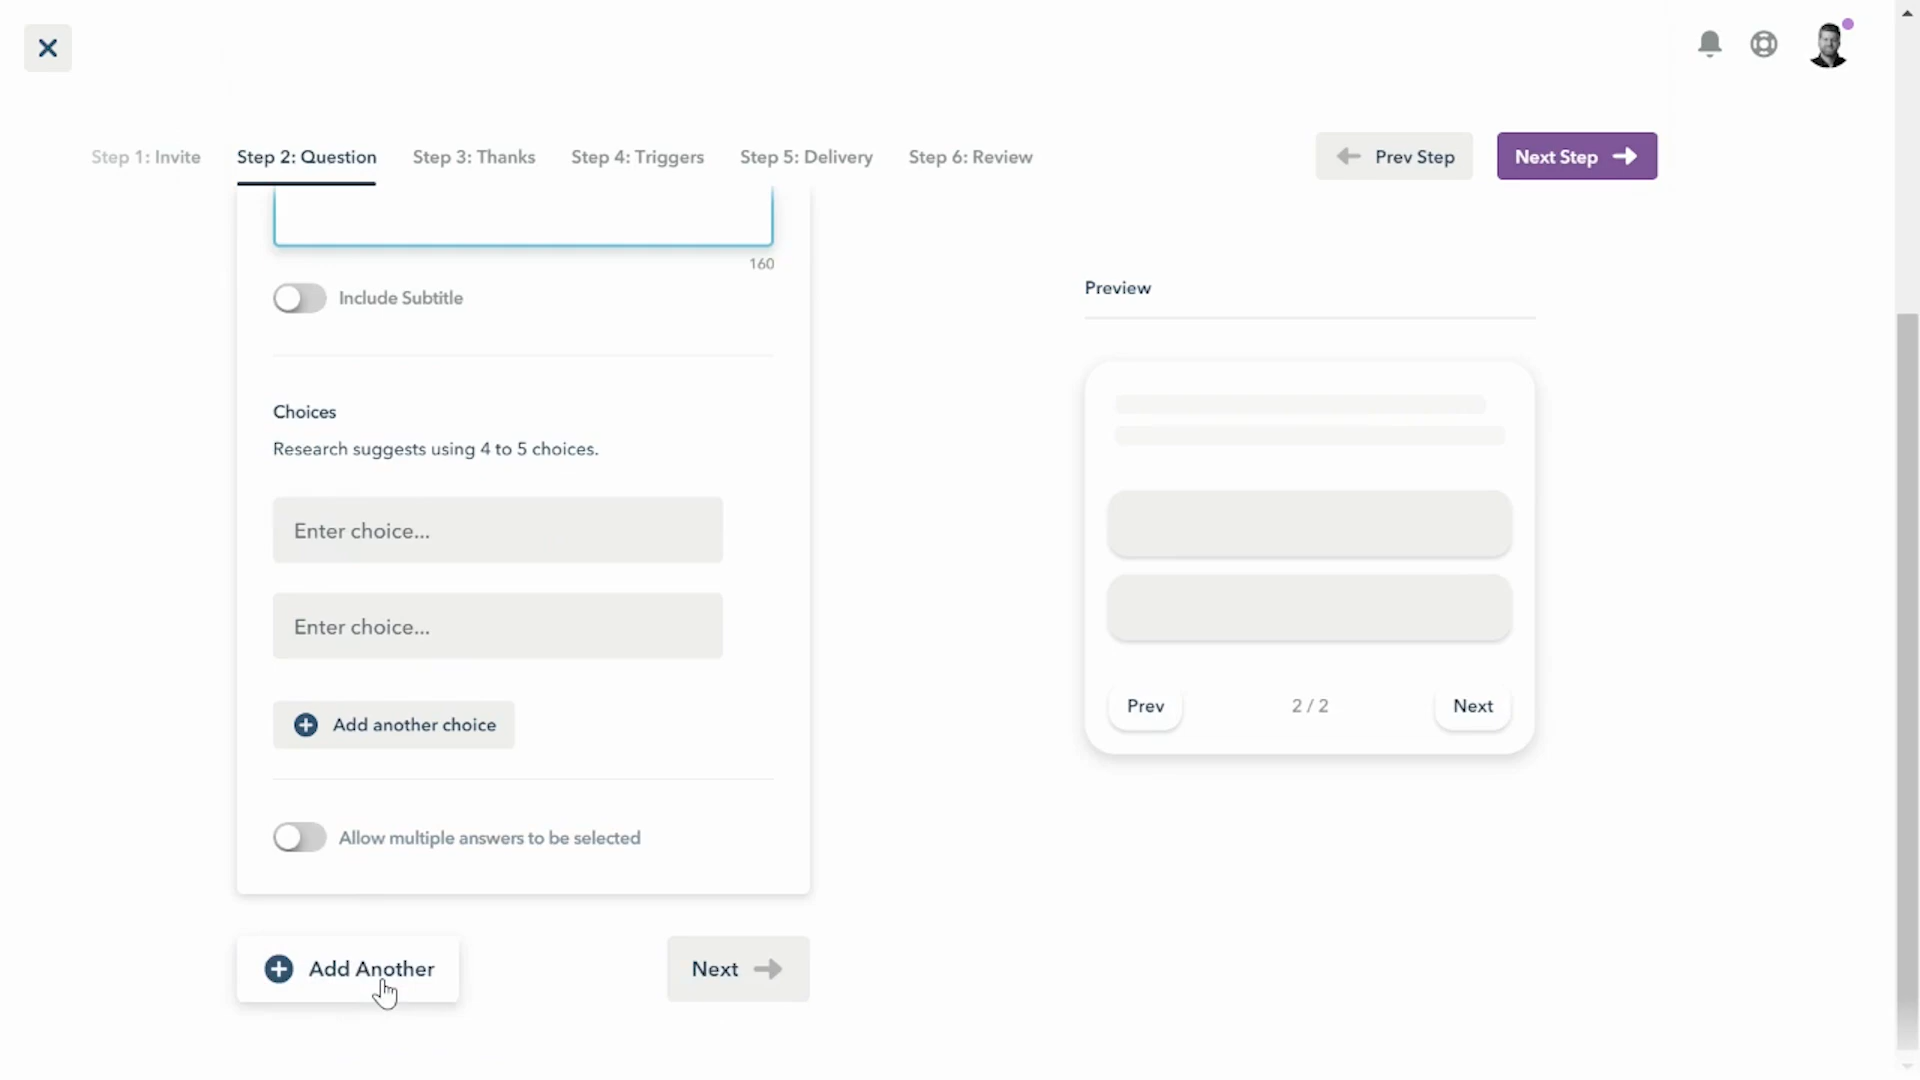 Step 1: Invite
Step 2: Question
Step 3: Thanks
Step 4: Triggers
Step 5: Delivery
Step 6: Review
Prev Step
Next Step
160
Include Subtitle
Choices
Research suggests using 4 to 5 choices.
Enter choice...
Enter choice...
Add another choice
Allow multiple answers to be selected
Add Another
Next
Preview
Prev
2 / 2
Next